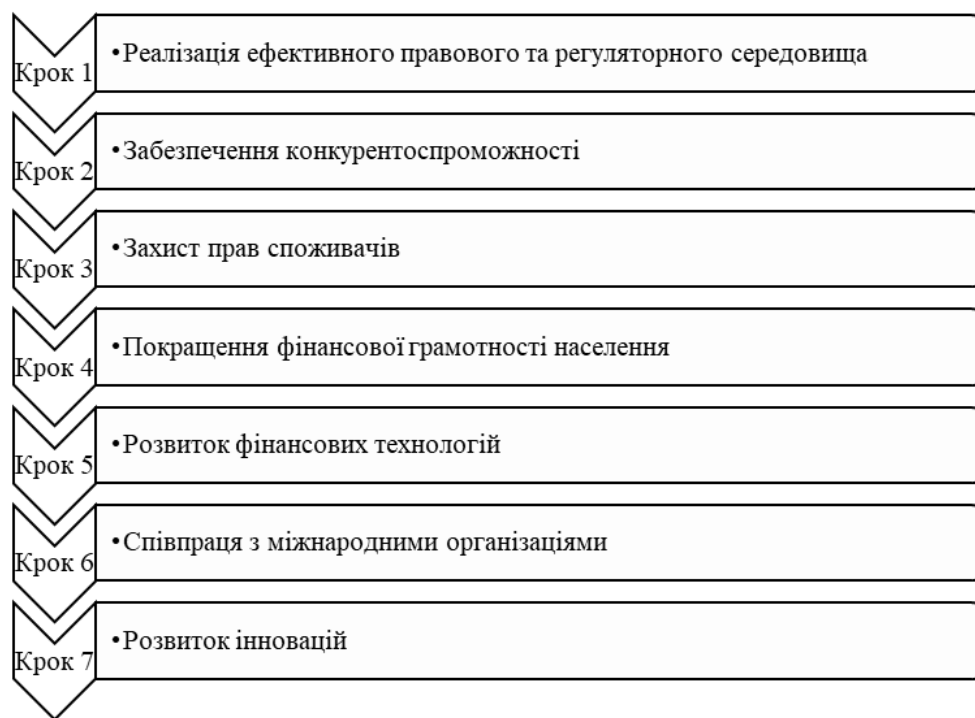 Крок 1
•Реалізація ефективного правового та регуляторного середовища
Крок 2
•Забезпечення конкурентоспроможності
Крок 3
•Захист прав споживачів
Крок 4
•Покращення фінансової грамотності населення
Крок 5
•Розвиток фінансових технологій
Крок 6
•Співпраця з міжнародними організаціями
Крок 7
•Розвиток інновацій